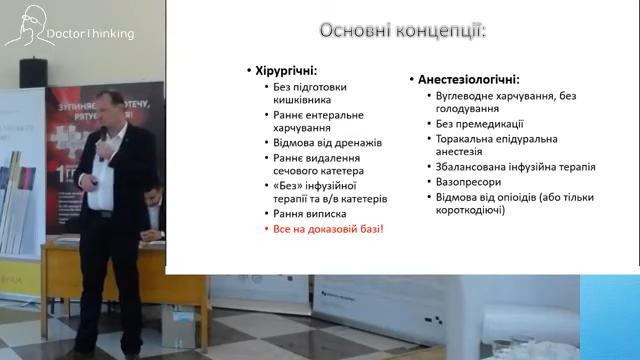 DoctorThinking
Основні концепції:
• Хірургічні:
• Без підготовки
кишківника
• Раннє ентеральне
харчування
• Відмова від дренажів
• Раннє видалення
сечового катетера
• «Без» інфузійної
терапії та в/в катетерів
• Рання виписка
• Все на доказовій базі!
• Анестезіологічні:
• Вуглеводне харчування, без
голодування
• Без премедикації
• Торакальна епідуральна
анестезія
• Збалансована інфузійна терапія
• Вазопресори
• Відмова від опіоїдів (або тільки
короткодіючі)